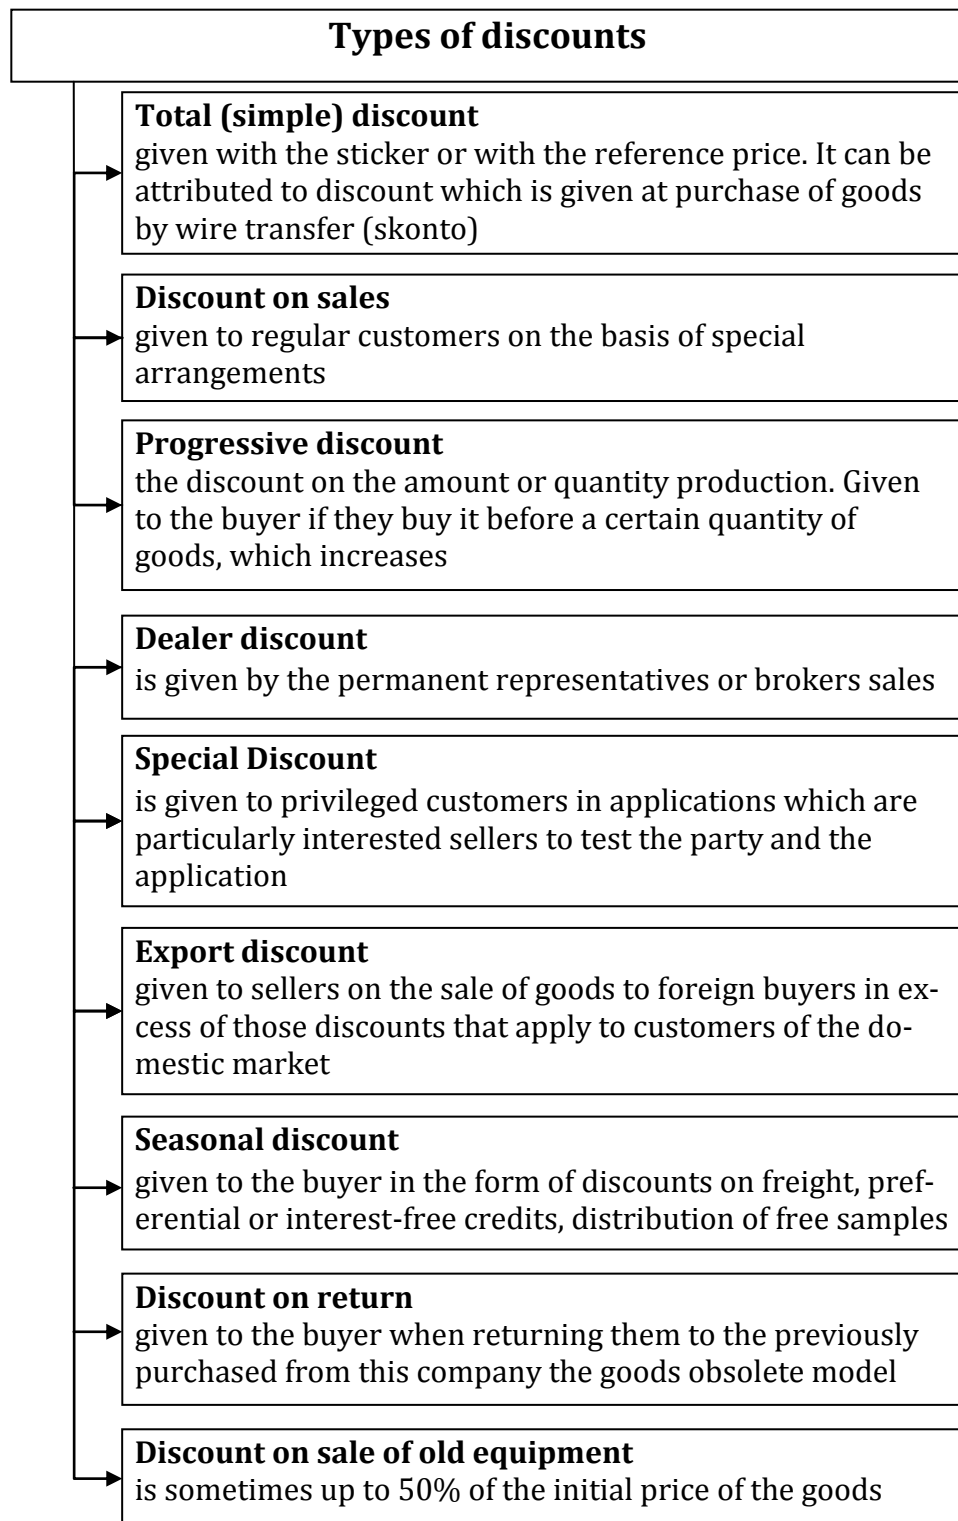 Types of discounts
Total (simple) discount
given with the sticker or with the reference price. It can be
attributed to discount which is given at purchase of goods
by wire transfer (skonto)
Discount on sales
given to regular customers on the basis of special
arrangements
Progressive discount
the discount on the amount or quantity production. Given
to the buyer if they buy it before a certain quantity of
goods, which increases
Dealer discount
is given by the permanent representatives or brokers sales
Special Discount
is given to privileged customers in applications which are
particularly interested sellers to test the party and the
application
Export discount
given to sellers on the sale of goods to foreign buyers in ex-
cess of those discounts that apply to customers of the do-
mestic market
Seasonal discount
given to the buyer in the form of discounts on freight, pref-
erential or interest-free credits, distribution of free samples
Discount on return
given to the buyer when returning them to the previously
purchased from this company the goods obsolete model
Discount on sale of old equipment
is sometimes up to 50% of the initial price of the goods